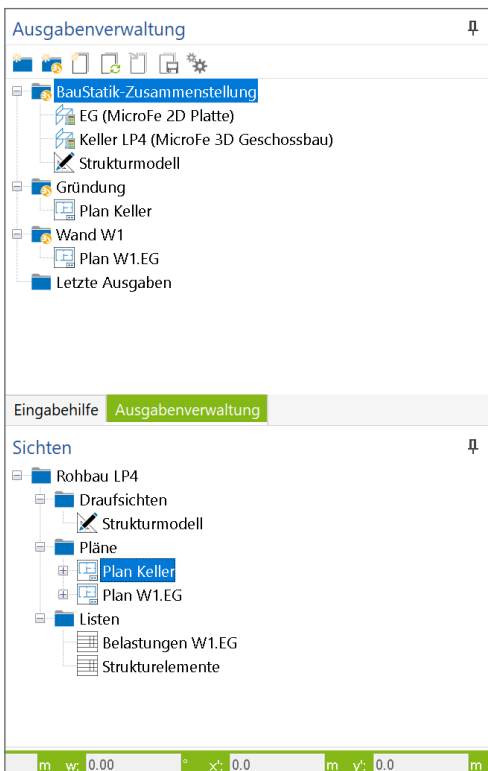 Ausgabenverwaltung
BauStatik-Zusammenstellung
EG (MicroFe 2D Platte)
Keller LP4 (MicroFe 3D Geschossbau)
Strukturmodell
Gründung
Plan Keller
Wand W1
Plan W1.EG
Letzte Ausgaben
Eingabehilfe Ausgabenverwaltung
Sichten
Rohbau LP4
Draufsichten
Strukturmodell
Pläne
Plan Keller
Plan W1.EG
Listen
Belastungen W1.EG
Strukturelemente
m w: 0.00 ° x': 0.0 m y': 0.0 m